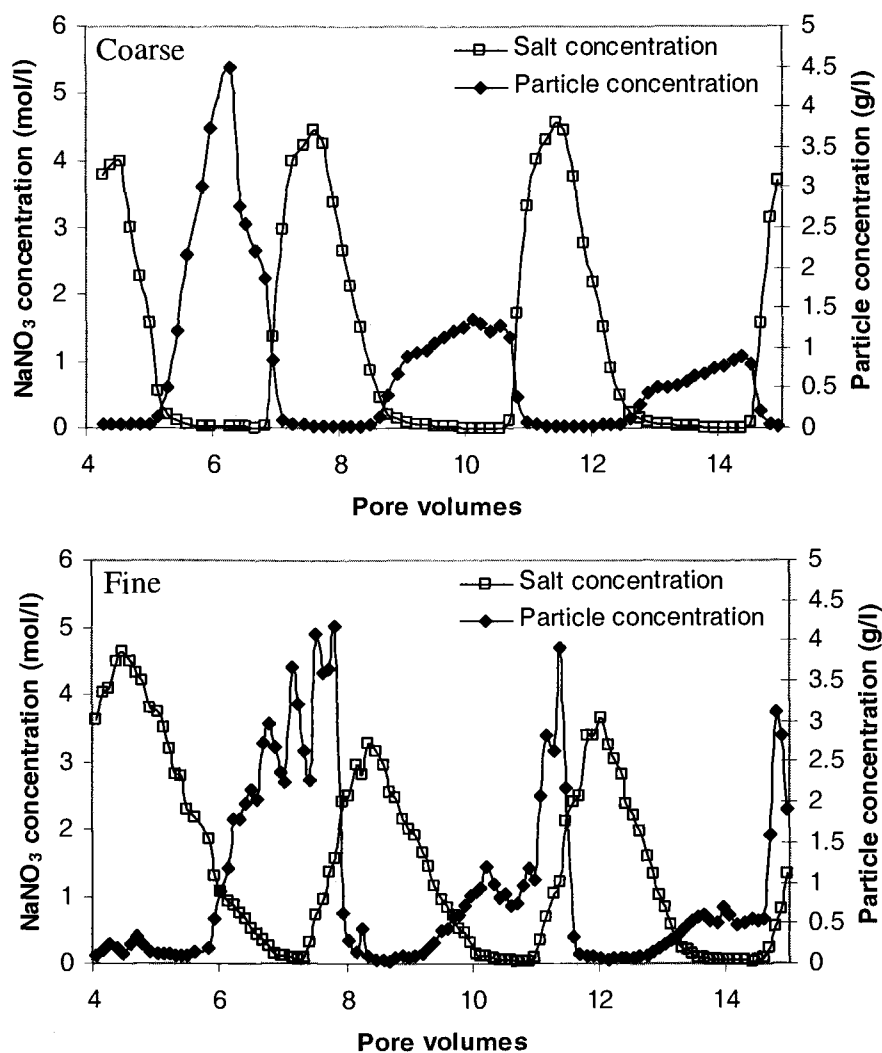 Coarse
Salt concentration
Particle concentration
NaNO3 concentration (mol/l)
6
5
4
3
2
1
0
Particle concentration (g/l)
5
4.5
4
3.5
3
2.5
2
1.5
1
0.5
0
4 6 8 10 12 14
Pore volumes
Fine
Salt concentration
Particle concentration
NaNO3 concentration (mol/l)
6
5
4
3
2
1
0
Particle concentration (g/l)
5
4.5
4
3.5
3
2.5
2
1.5
1
0.5
0
4 6 8 10 12 14
Pore volumes